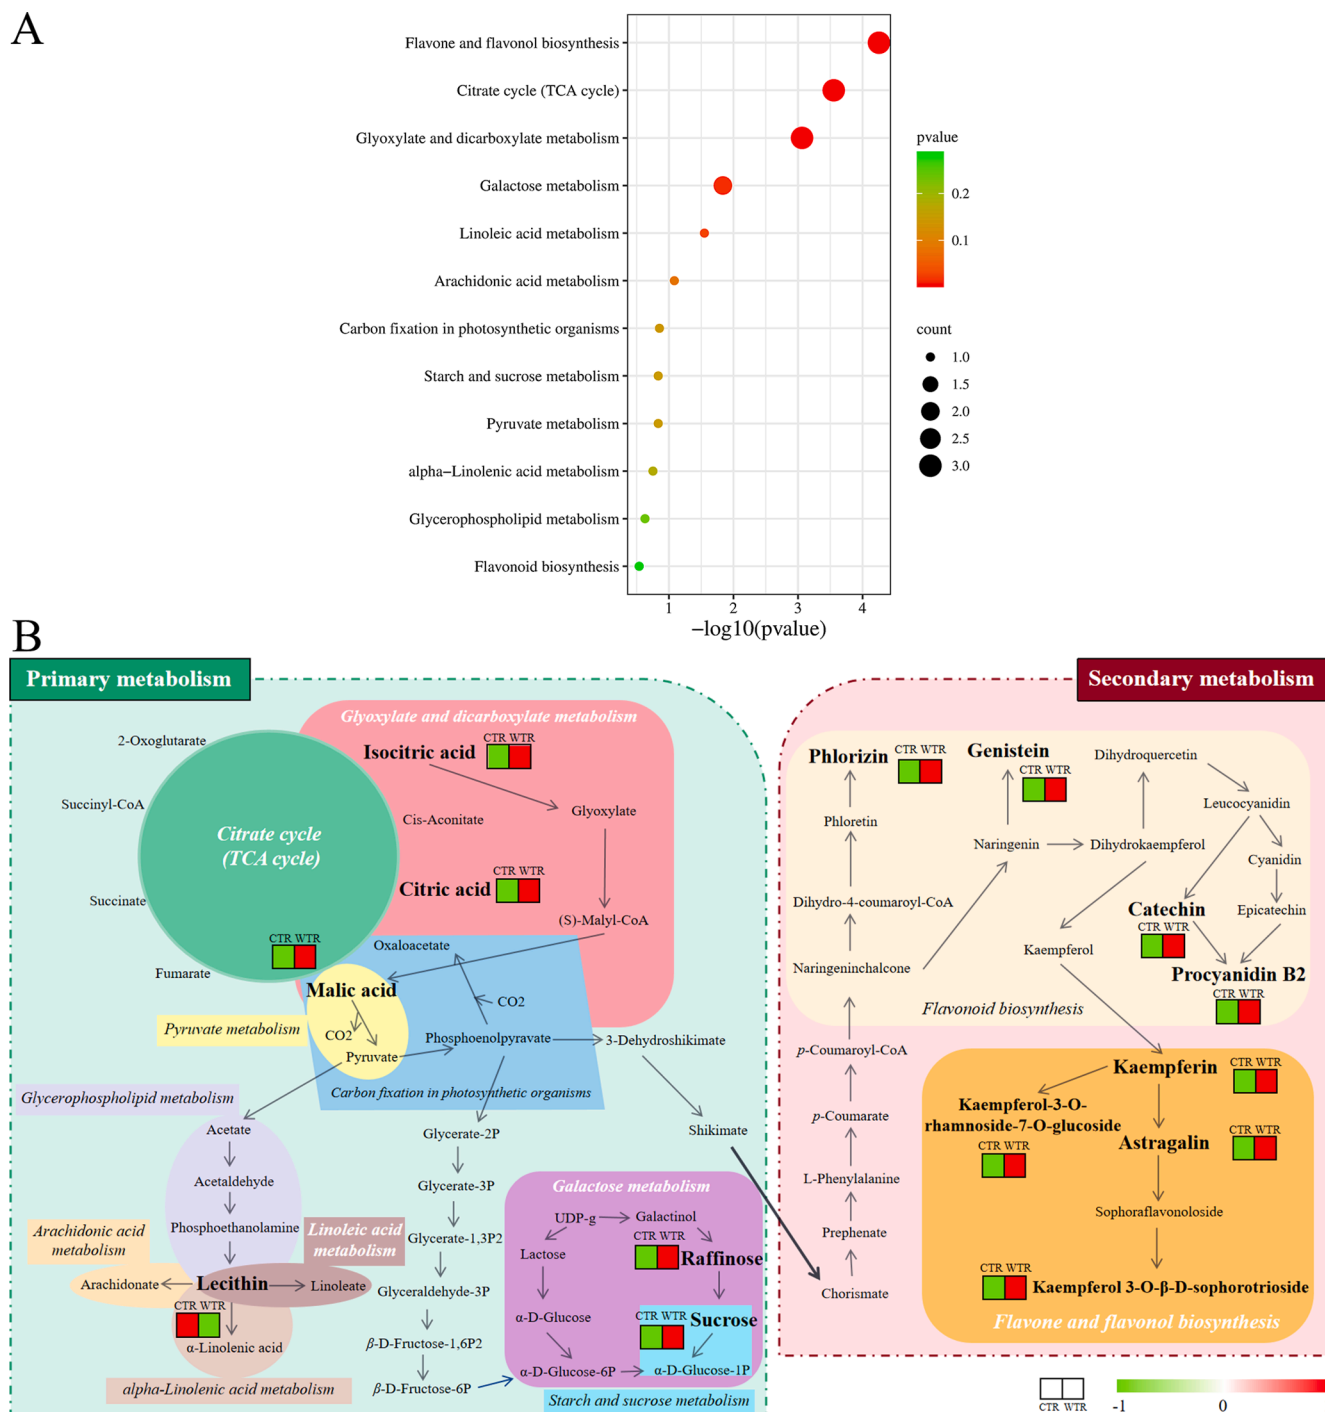 A
Flavone and flavonol biosynthesis
Citrate cycle (TCA cycle)
Glyoxylate and dicarboxylate metabolism
Galactose metabolism
Linoleic acid metabolism
Arachidonic acid metabolism
Carbon fixation in photosynthetic organisms
Starch and sucrose metabolism
Pyruvate metabolism
alpha−Linolenic acid metabolism
Glycerophospholipid metabolism
Flavonoid biosynthesis
1 2 3 4
−log10(pvalue)
pvalue
0.2
0.1
count
1.0
1.5
2.0
2.5
3.0
B
Primary metabolism
Glyoxylate and dicarboxylate metabolism
2-Oxoglutarate
Isocitric acid
CTR WTR
Succinyl-CoA
Glyoxylate
Cis-Aconitate
Citrate cycle
(TCA cycle)
Citric acid
CTR WTR
Succinate
(S)-Malyl-CoA
CTR WTR
Oxaloacetate
Fumarate
Malic acid
CO2
Pyruvate metabolism
CO2
Phosphoenolpyravate
3-Dehydroshikimate
Pyruvate
Carbon fixation in photosynthetic organisms
Glycerophospholipid metabolism
Acetate
Glycerate-2P
Shikimate
Acetaldehyde
Glycerate-3P
Galactose metabolism
Phosphoethanolamine
UDP-g
Galactinol
Arachidonic acid
metabolism
Linoleic acid
metabolism
Glycerate-1,3P2
CTR WTR
Lactose
Raffinose
Arachidonate
Lecithin
Linoleate
Glyceraldehyde-3P
CTR WTR
CTR WTR
α-D-Glucose
Sucrose
α-Linolenic acid
β-D-Fructose-1,6P2
α-D-Glucose-6P
α-D-Glucose-1P
alpha-Linolenic acid metabolism
β-D-Fructose-6P
Starch and sucrose metabolism
Secondary metabolism
Phlorizin
CTR WTR
Genistein
CTR WTR
Dihydroquercetin
Leucocyanidin
Phloretin
Naringenin
Dihydrokaempferol
Cyanidin
Dihydro-4-coumaroyl-CoA
Catechin
Epicatechin
CTR WTR
Kaempferol
Naringeninchalcone
Procyanidin B2
CTR WTR
Flavonoid biosynthesis
p-Coumaroyl-CoA
Kaempferin
CTR WTR
Kaempferol-3-O-
rhamnoside-7-O-glucoside
p-Coumarate
CTR WTR
Astragalin
CTR WTR
L-Phenylalanine
Sophoraflavonoloside
Prephenate
CTR WTR
Kaempferol 3-O-β-D-sophorotrioside
Chorismate
Flavone and flavonol biosynthesis
CTR WTR
-1
0